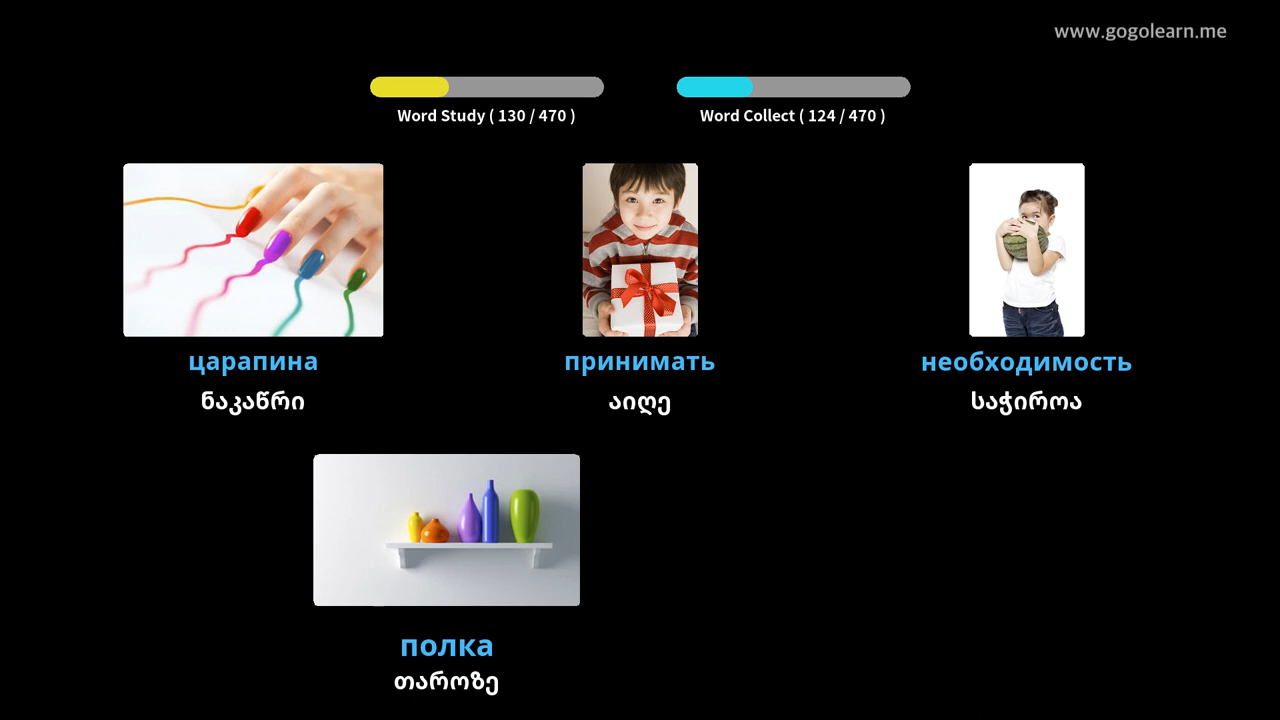 www.gogolearn.me
Word Study ( 130 / 470 )
Word Collect ( 124 / 470 )
царапина
ნაკაწრი
принимать
აიღე
необходимость
საჭიროა
полка
თაროზე